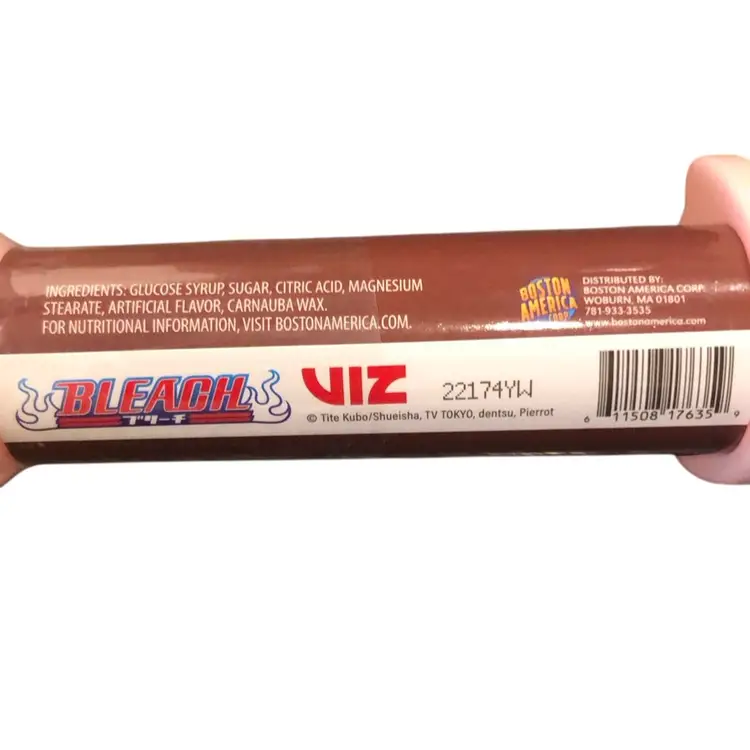 INGREDIENTS: GLUCOSE SYRUP, SUGAR, CITRIC ACID, MAGNESIUM
STEARATE, ARTIFICIAL FLAVOR, CARNAUBA WAX.
FOR NUTRITIONAL INFORMATION, VISIT BOSTONAMERICA.COM.
BOSTON
AMERICA
CORP
DISTRIBUTED BY:
BOSTON AMERICA CORP.
WOBURN, MA 01801
781-933-3535
www.bostonamerica.com
BLEACH
ブリーチ
VIZ
22174YW
© Tite Kubo/Shueisha, TV TOKYO, dentsu, Pierrot
6 11508 17635 9